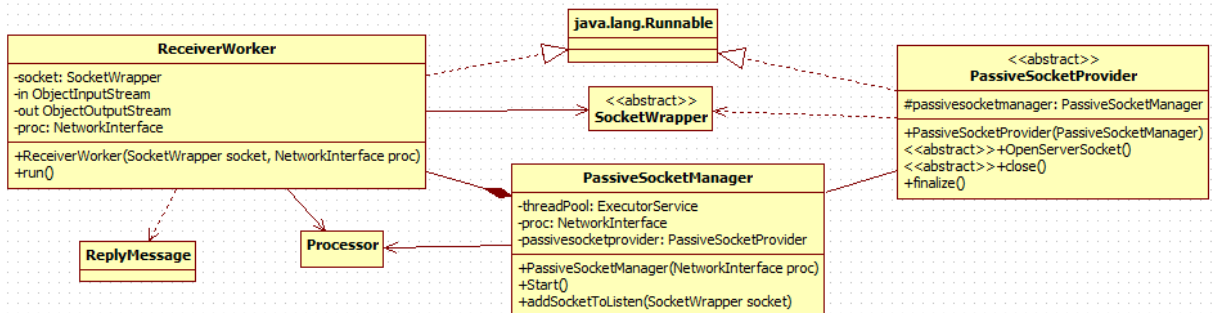 java.lang.Runnable
ReceiverWorker
-socket: SocketWrapper
-in ObjectInputStream
-out ObjectOutputStream
-proc: NetworkInterface
+ReceiverWorker(SocketWrapper socket, NetworkInterface proc)
+run()
<<abstract>>
SocketWrapper
<<abstract>>
PassiveSocketProvider
#passivesocketmanager: PassiveSocketManager
+PassiveSocketProvider(PassiveSocketManager)
<<abstract>>+OpenServerSocket()
<<abstract>>+close()
+finalize()
PassiveSocketManager
-threadPool: ExecutorService
-proc: NetworkInterface
-passivesocketprovider: PassiveSocketProvider
+PassiveSocketManager(NetworkInterface proc)
+Start()
+addSocketToListen(SocketWrapper socket)
Processor
ReplyMessage